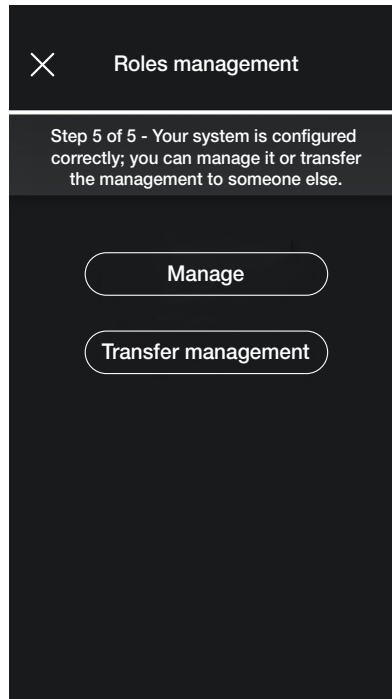 Roles management
Step 5 of 5 - Your system is configured
correctly; you can manage it or transfer
the management to someone else.
Manage
Transfer management